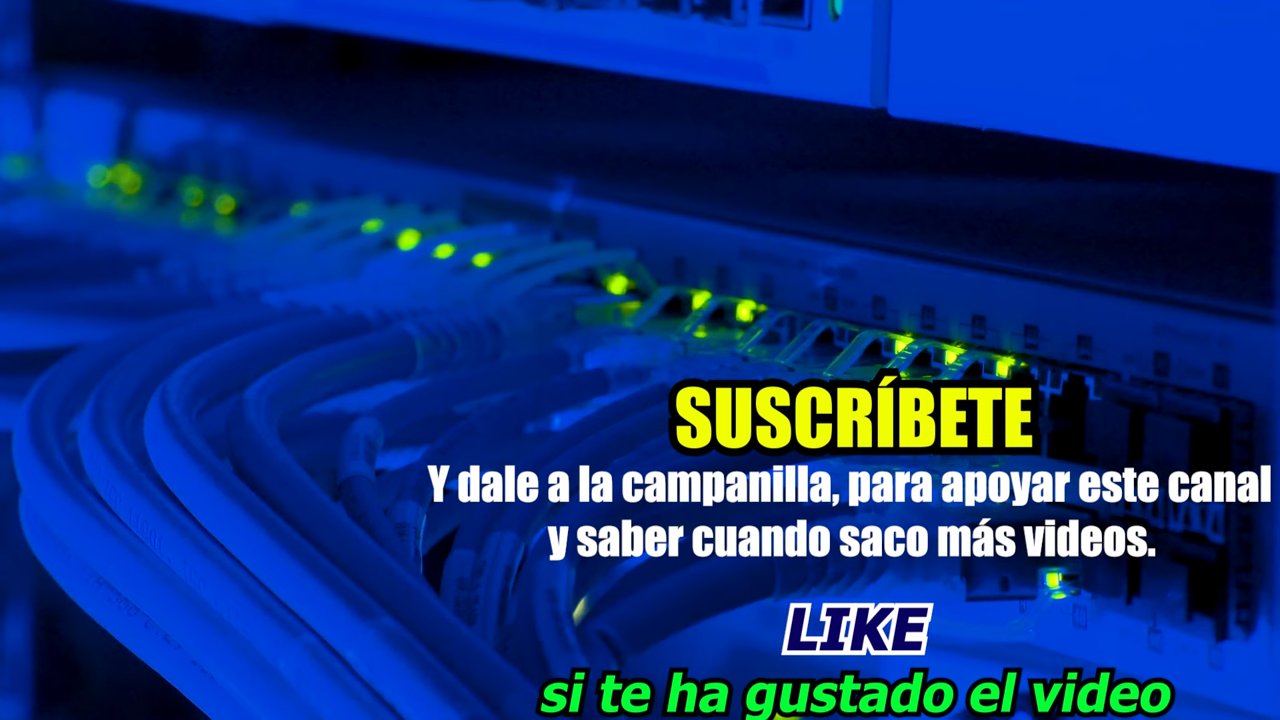 SUSCRÍBETE
Y dale a la campanilla, para apoyar este canal
y saber cuando saco más videos.
LIKE
si te ha gustado el video